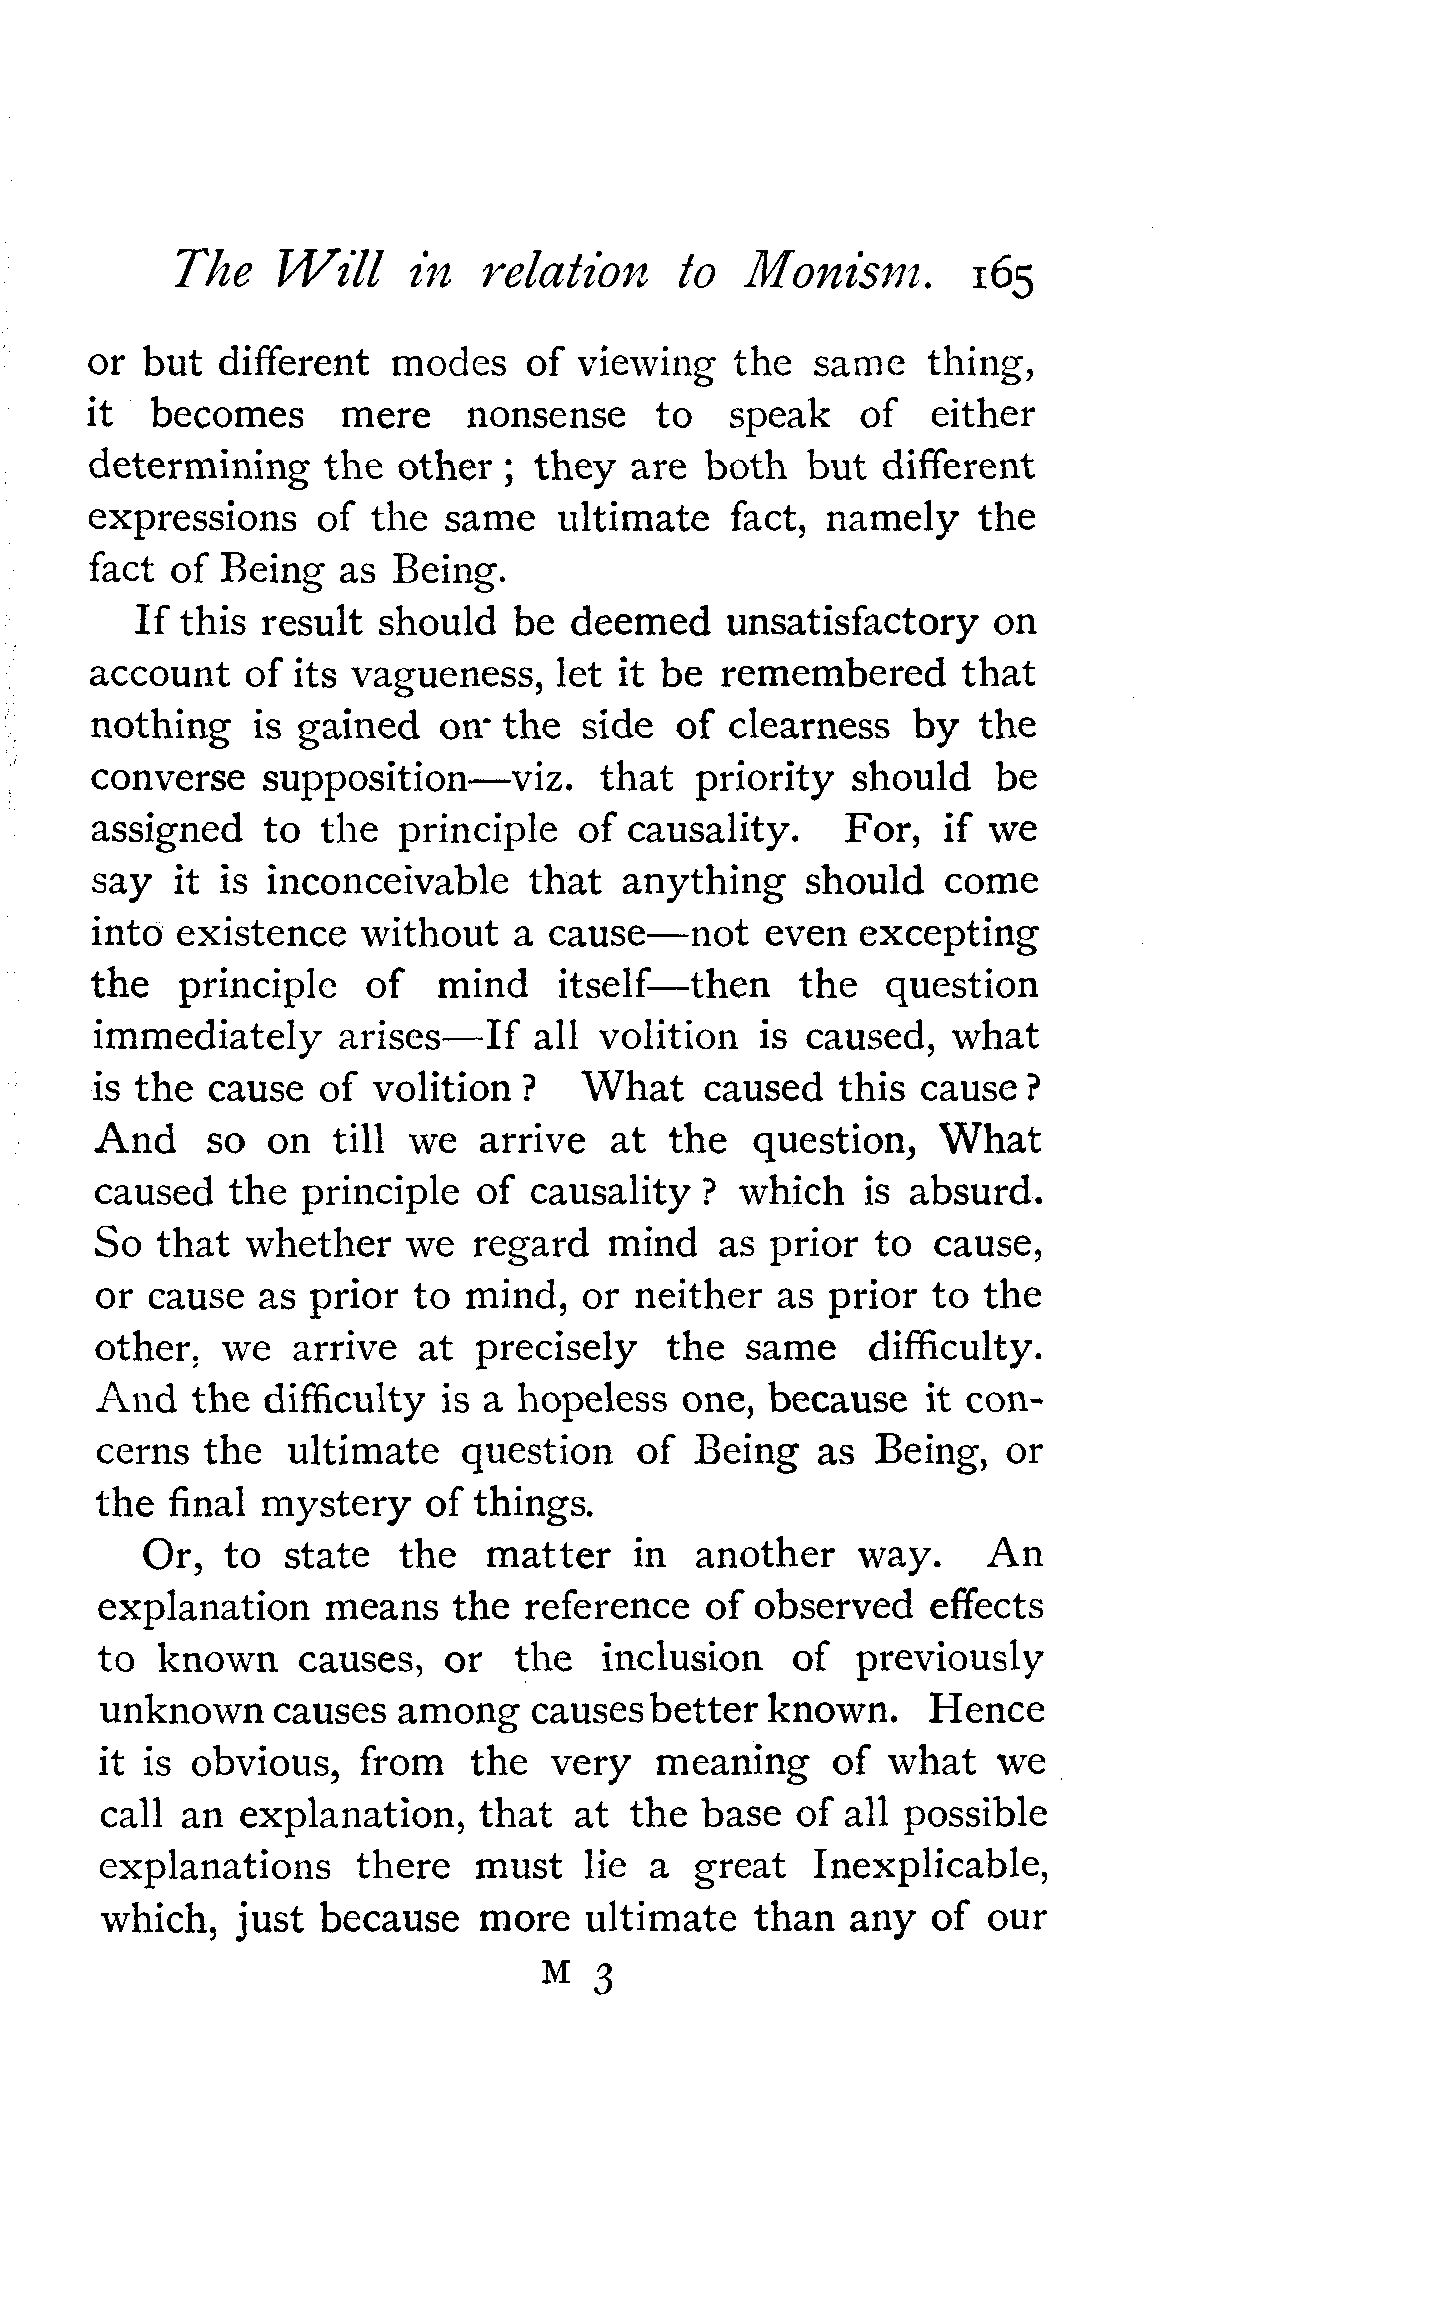 The Will in relation to Monism. 165
or but different modes of viewing the same thing,
it becomes mere nonsense to speak of either
determining the other ; they are both but different
expressions of the same ultimate fact, namely the
fact of Being as Being.
If this result should be deemed unsatisfactory on
account of its vagueness, let it be remembered that
nothing is gained on the side of clearness by the
converse supposition—viz. that priority should be
assigned to the principle of causality. For, if we
say it is inconceivable that anything should come
into existence without a cause—not even excepting
the principle of mind itself—then the question
immediately arises—If all volition is caused, what
is the cause of volition ? What caused this cause ?
And so on till we arrive at the question, What
caused the principle of causality ? which is absurd.
So that whether we regard mind as prior to cause,
or cause as prior to mind, or neither as prior to the
other, we arrive at precisely the same difficulty.
And the difficulty is a hopeless one, because it con-
cerns the ultimate question of Being as Being, or
the final mystery of things.
Or, to state the matter in another way. An
explanation means the reference of observed effects
to known causes, or the inclusion of previously
unknown causes among causes better known. Hence
it is obvious, from the very meaning of what we
call an explanation, that at the base of all possible
explanations there must lie a great Inexplicable,
which, just because more ultimate than any of our
M 3